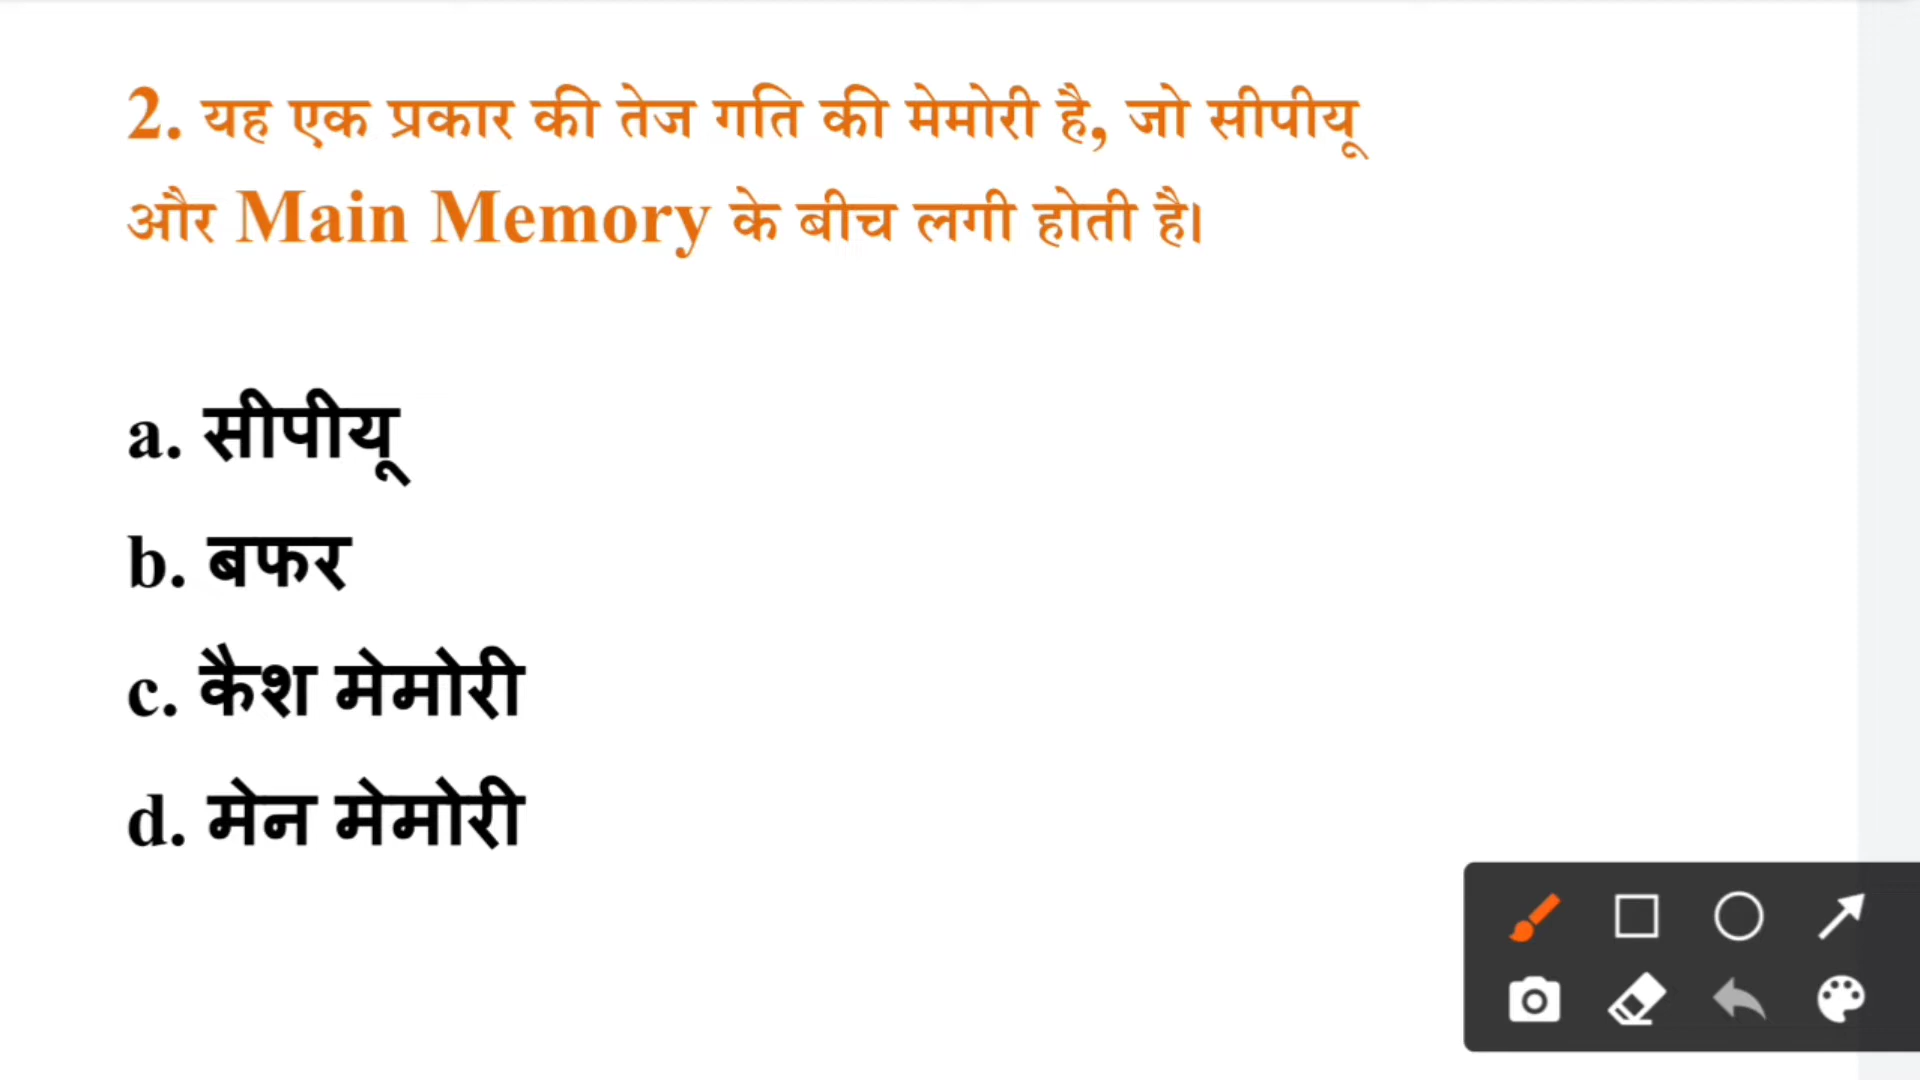 2. यह एक प्रकार की तेज गति की मेमोरी है, जो सीपीयू
और Main Memory के बीच लगी होती है।
a. सीपीयू
b. बफर
c. कैश मेमोरी
d. मेन मेमोरी